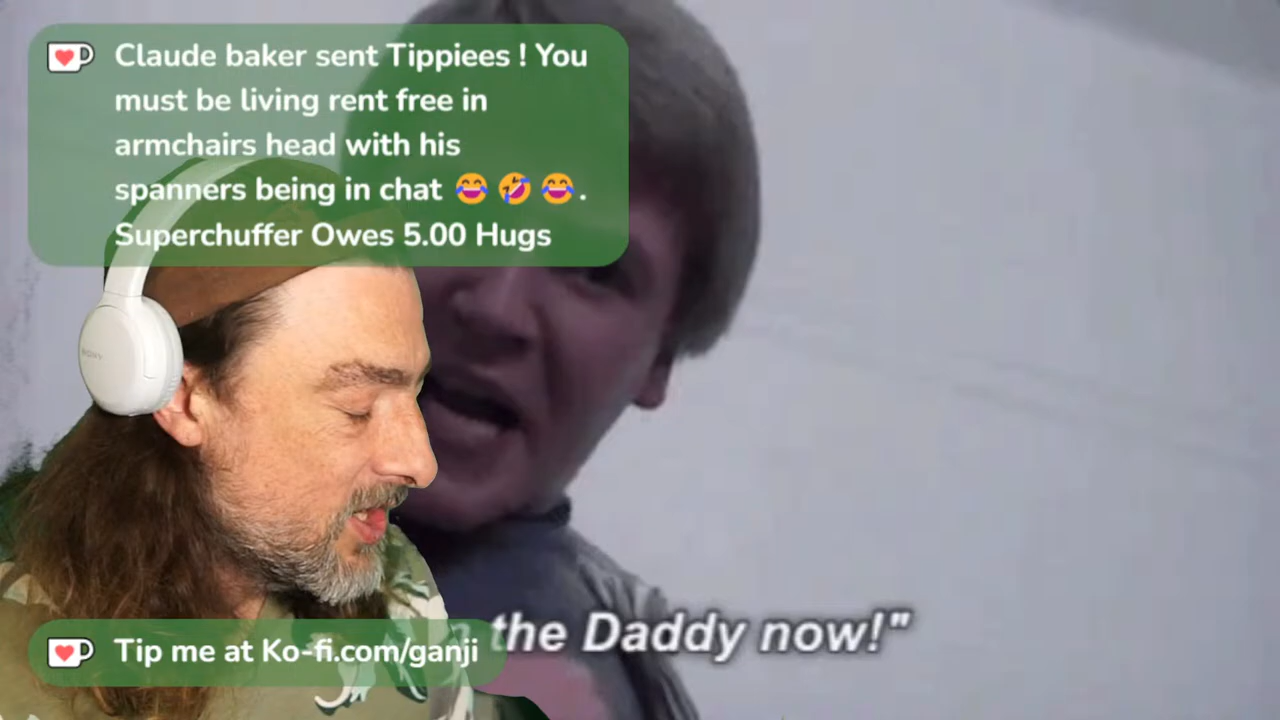 Claude baker sent Tippiees ! You
must be living rent free in
armchairs head with his
spanners being in chat 😂 🤣 😂 .
Superchuffer Owes 5.00 Hugs
SONY
the Daddy now!"
Tip me at Ko-fi.com/ganji